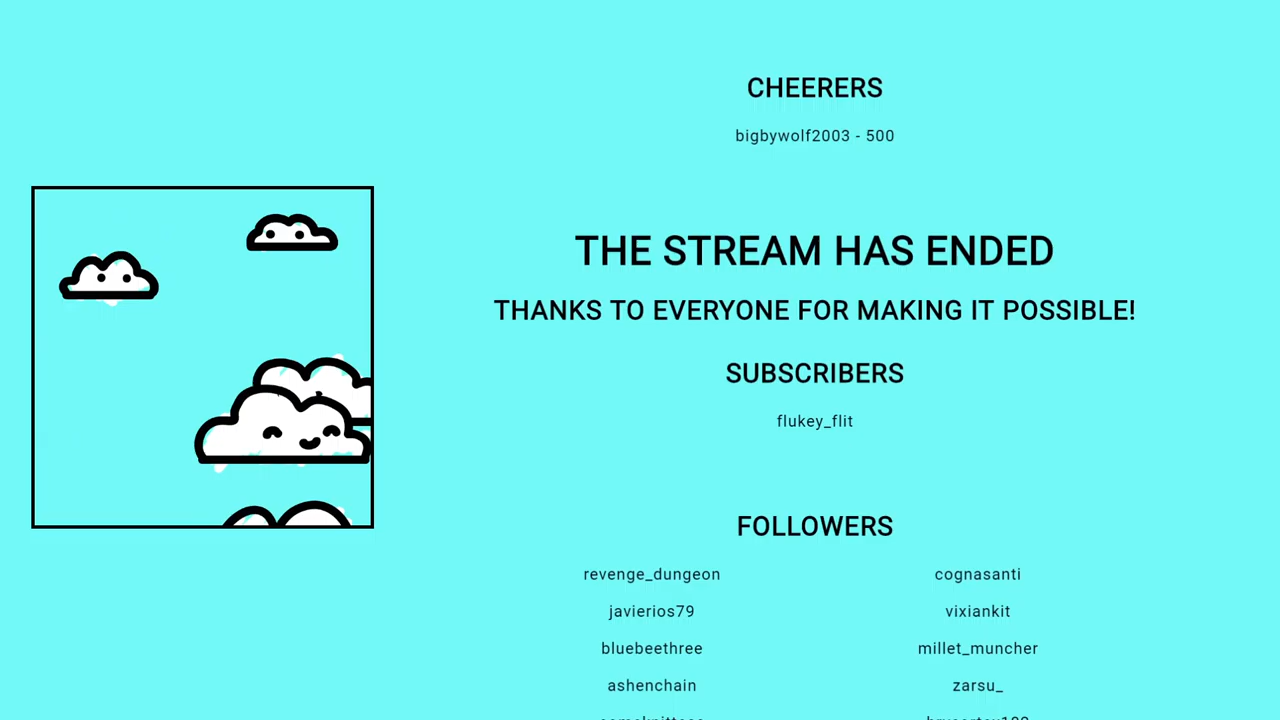 CHEERERS
bigbywolf2003 - 500
THE STREAM HAS ENDED
THANKS TO EVERYONE FOR MAKING IT POSSIBLE!
SUBSCRIBERS
flukey_flit
FOLLOWERS
revenge_dungeon cognasanti
javierios79 vixiankit
bluebeethree millet_muncher
ashenchain zarsu_